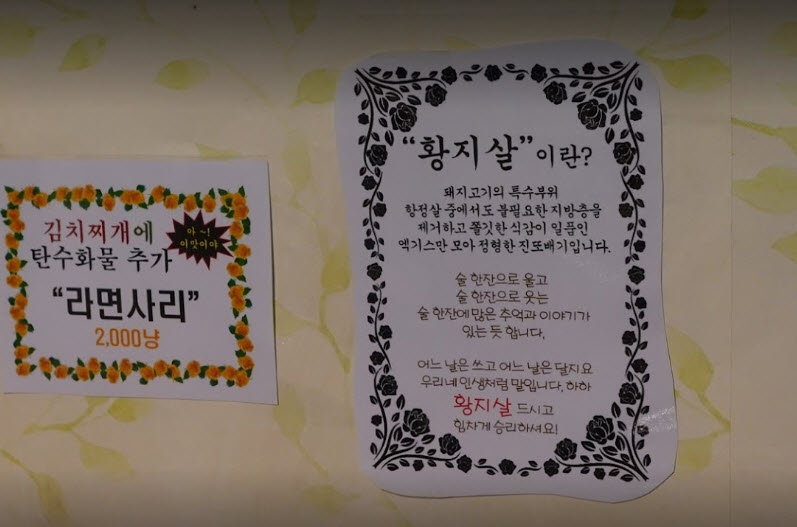 김치찌개에
아~!
이맛이야
탄수화물 추가
“라면사리”
2,000냥
“황지살”이란?
돼지고기의 특수부위
항정살 중에서도 불필요한 지방층을
제거하고 쫄깃한 식감이 일품인
엑기스만 모아 정형한 진또배기입니다.
술 한잔으로 울고
술 한잔으로 웃는
술 한잔에 많은 추억과 이야기가
있는 듯 합니다.
어느 날은 쓰고 어느 날은 달지요
우리네 인생처럼 말입니다, 하하
황지살 드시고
힘차게 승리하셔요!